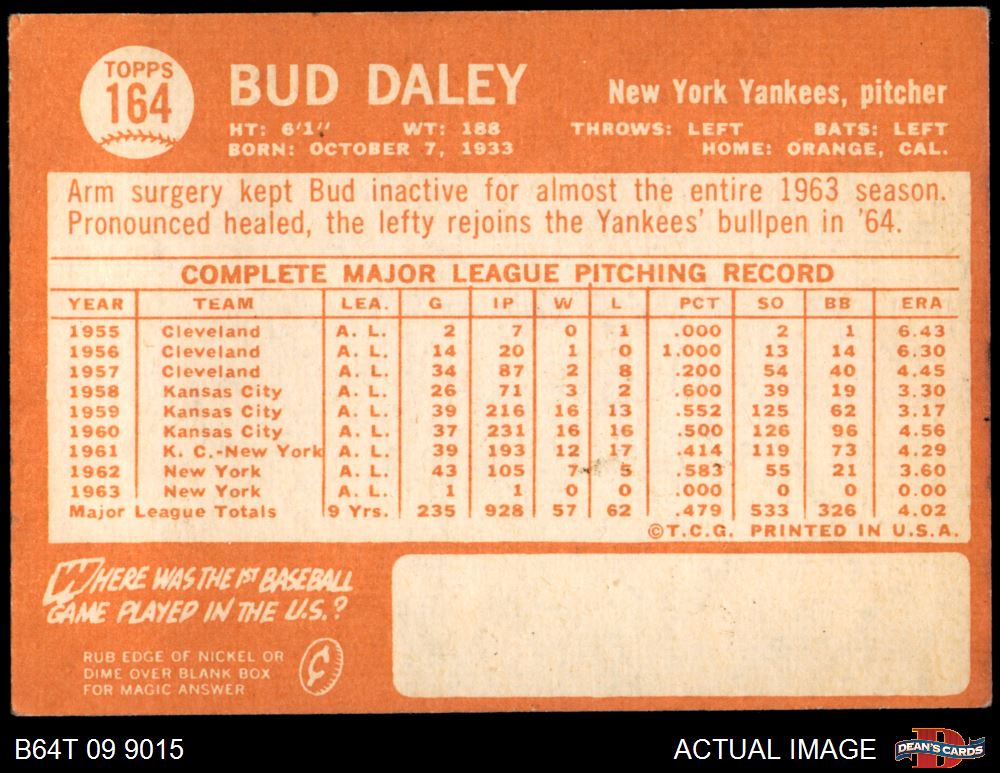 TOPPS
164
BUD DALEY
New York Yankees, pitcher
HT: 6'1" WT: 188 THROWS: LEFT BATS: LEFT
BORN: OCTOBER 7, 1933 HOME: ORANGE, CAL.
Arm surgery kept Bud inactive for almost the entire 1963 season.
Pronounced healed, the lefty rejoins the Yankees' bullpen in '64.
COMPLETE MAJOR LEAGUE PITCHING RECORD
YEAR TEAM LEA. G IP W L PCT SO BB ERA
1955 Cleveland A. L. 2 7 0 1 .000 2 1 6.43
1956 Cleveland A. L. 14 20 1 0 1.000 13 14 6.30
1957 Cleveland A. L. 34 87 2 8 .200 54 40 4.45
1958 Kansas City A. L. 26 71 3 2 .600 39 19 3.30
1959 Kansas City A. L. 39 216 16 13 .552 125 62 3.17
1960 Kansas City A. L. 37 231 16 16 .500 126 96 4.56
1961 K. C.-New York A. L. 39 193 12 17 .414 119 73 4.29
1962 New York A. L. 43 105 7 5 .583 55 21 3.60
1963 New York A. L. 1 1 0 0 .000 0 0 0.00
Major League Totals 9 Yrs. 235 928 57 62 .479 533 326 4.02
©T.C.G. PRINTED IN U.S.A.
WHERE WAS THE 1ST BASEBALL
GAME PLAYED IN THE U.S.?
RUB EDGE OF NICKEL OR
DIME OVER BLANK BOX
FOR MAGIC ANSWER
¢
B64T 09 9015 ACTUAL IMAGE
D
DEAN'S CARDS